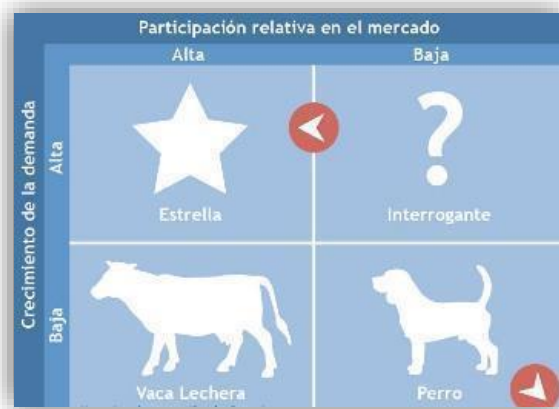 Participación relativa en el mercado
Alta
Baja
Crecimiento de la demanda
Alta
Baja
Estrella
?
Interrogante
Vaca Lechera
Perro